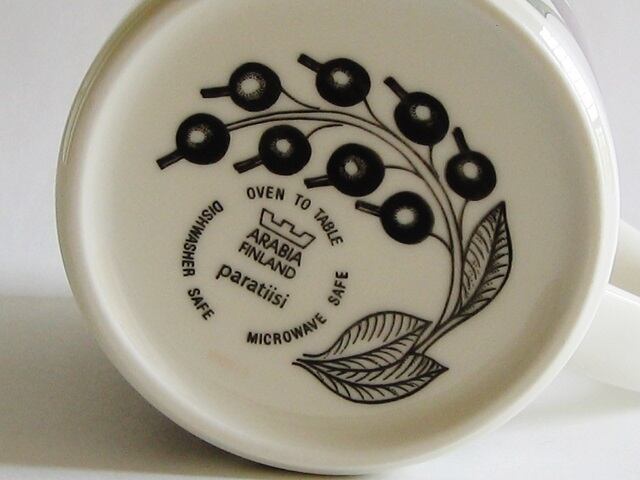 OVEN TO TABLE
ARABIA
FINLAND
paratiisi
DISHWASHER SAFE
MICROWAVE SAFE